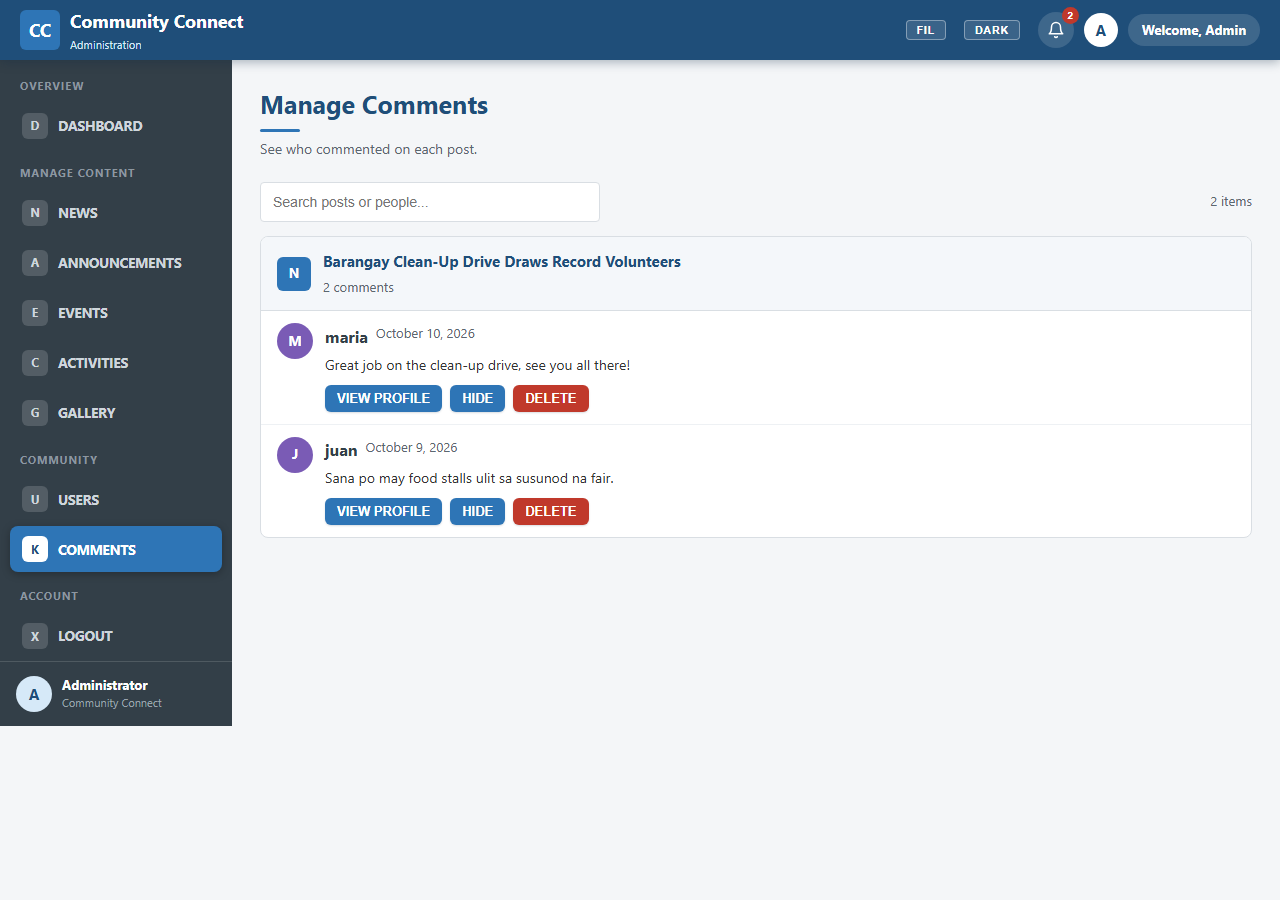 CC
Community Connect
Administration
FIL
DARK
2
A
Welcome, Admin
OVERVIEW
D DASHBOARD
MANAGE CONTENT
N NEWS
A ANNOUNCEMENTS
E EVENTS
C ACTIVITIES
G GALLERY
COMMUNITY
U USERS
K COMMENTS
ACCOUNT
X LOGOUT
A
Administrator
Community Connect
Manage Comments
See who commented on each post.
Search posts or people...
2 items
N
Barangay Clean-Up Drive Draws Record Volunteers
2 comments
M
maria October 10, 2026
Great job on the clean-up drive, see you all there!
VIEW PROFILE HIDE DELETE
J
juan October 9, 2026
Sana po may food stalls ulit sa susunod na fair.
VIEW PROFILE HIDE DELETE